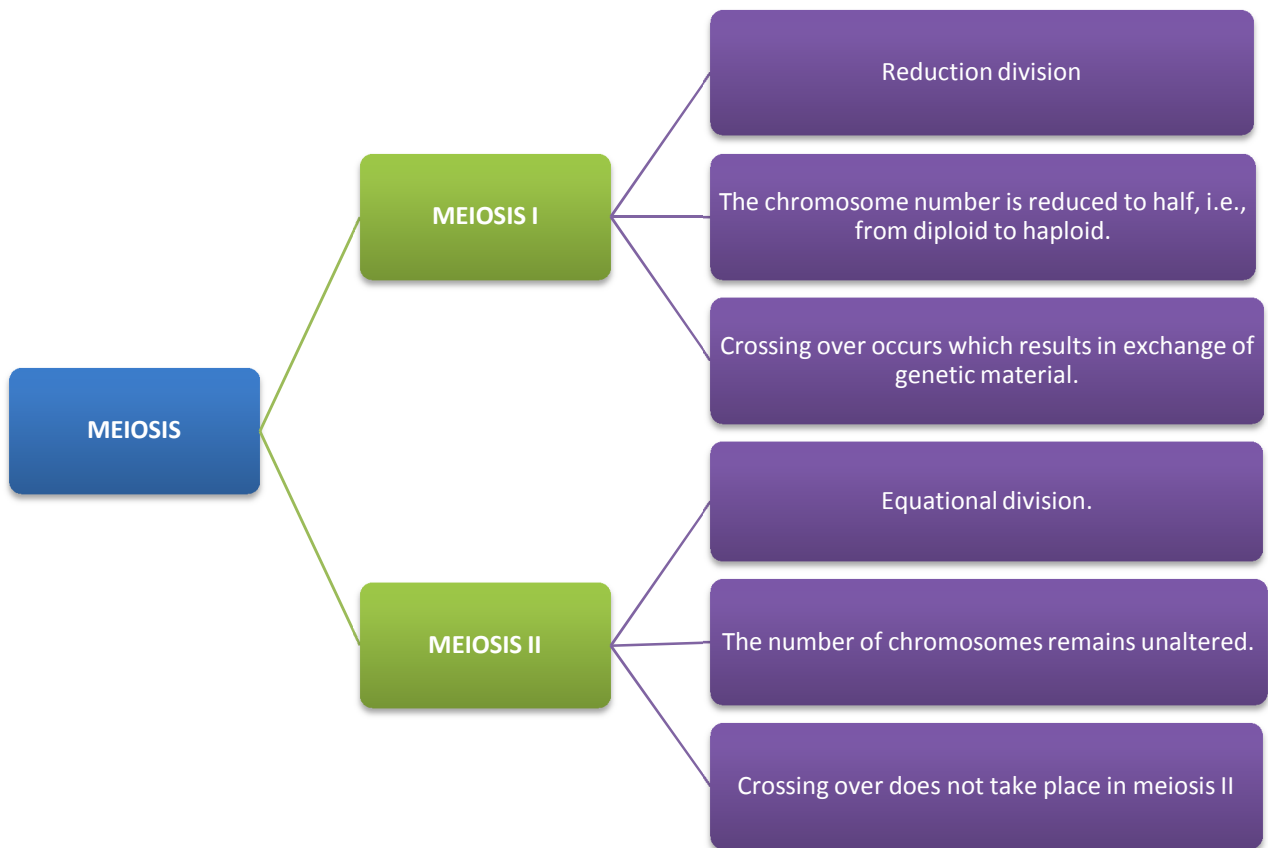 MEIOSIS
MEIOSIS I
Reduction division
The chromosome number is reduced to half, i.e.,
from diploid to haploid.
Crossing over occurs which results in exchange of
genetic material.
MEIOSIS II
Equational division.
The number of chromosomes remains unaltered.
Crossing over does not take place in meiosis II